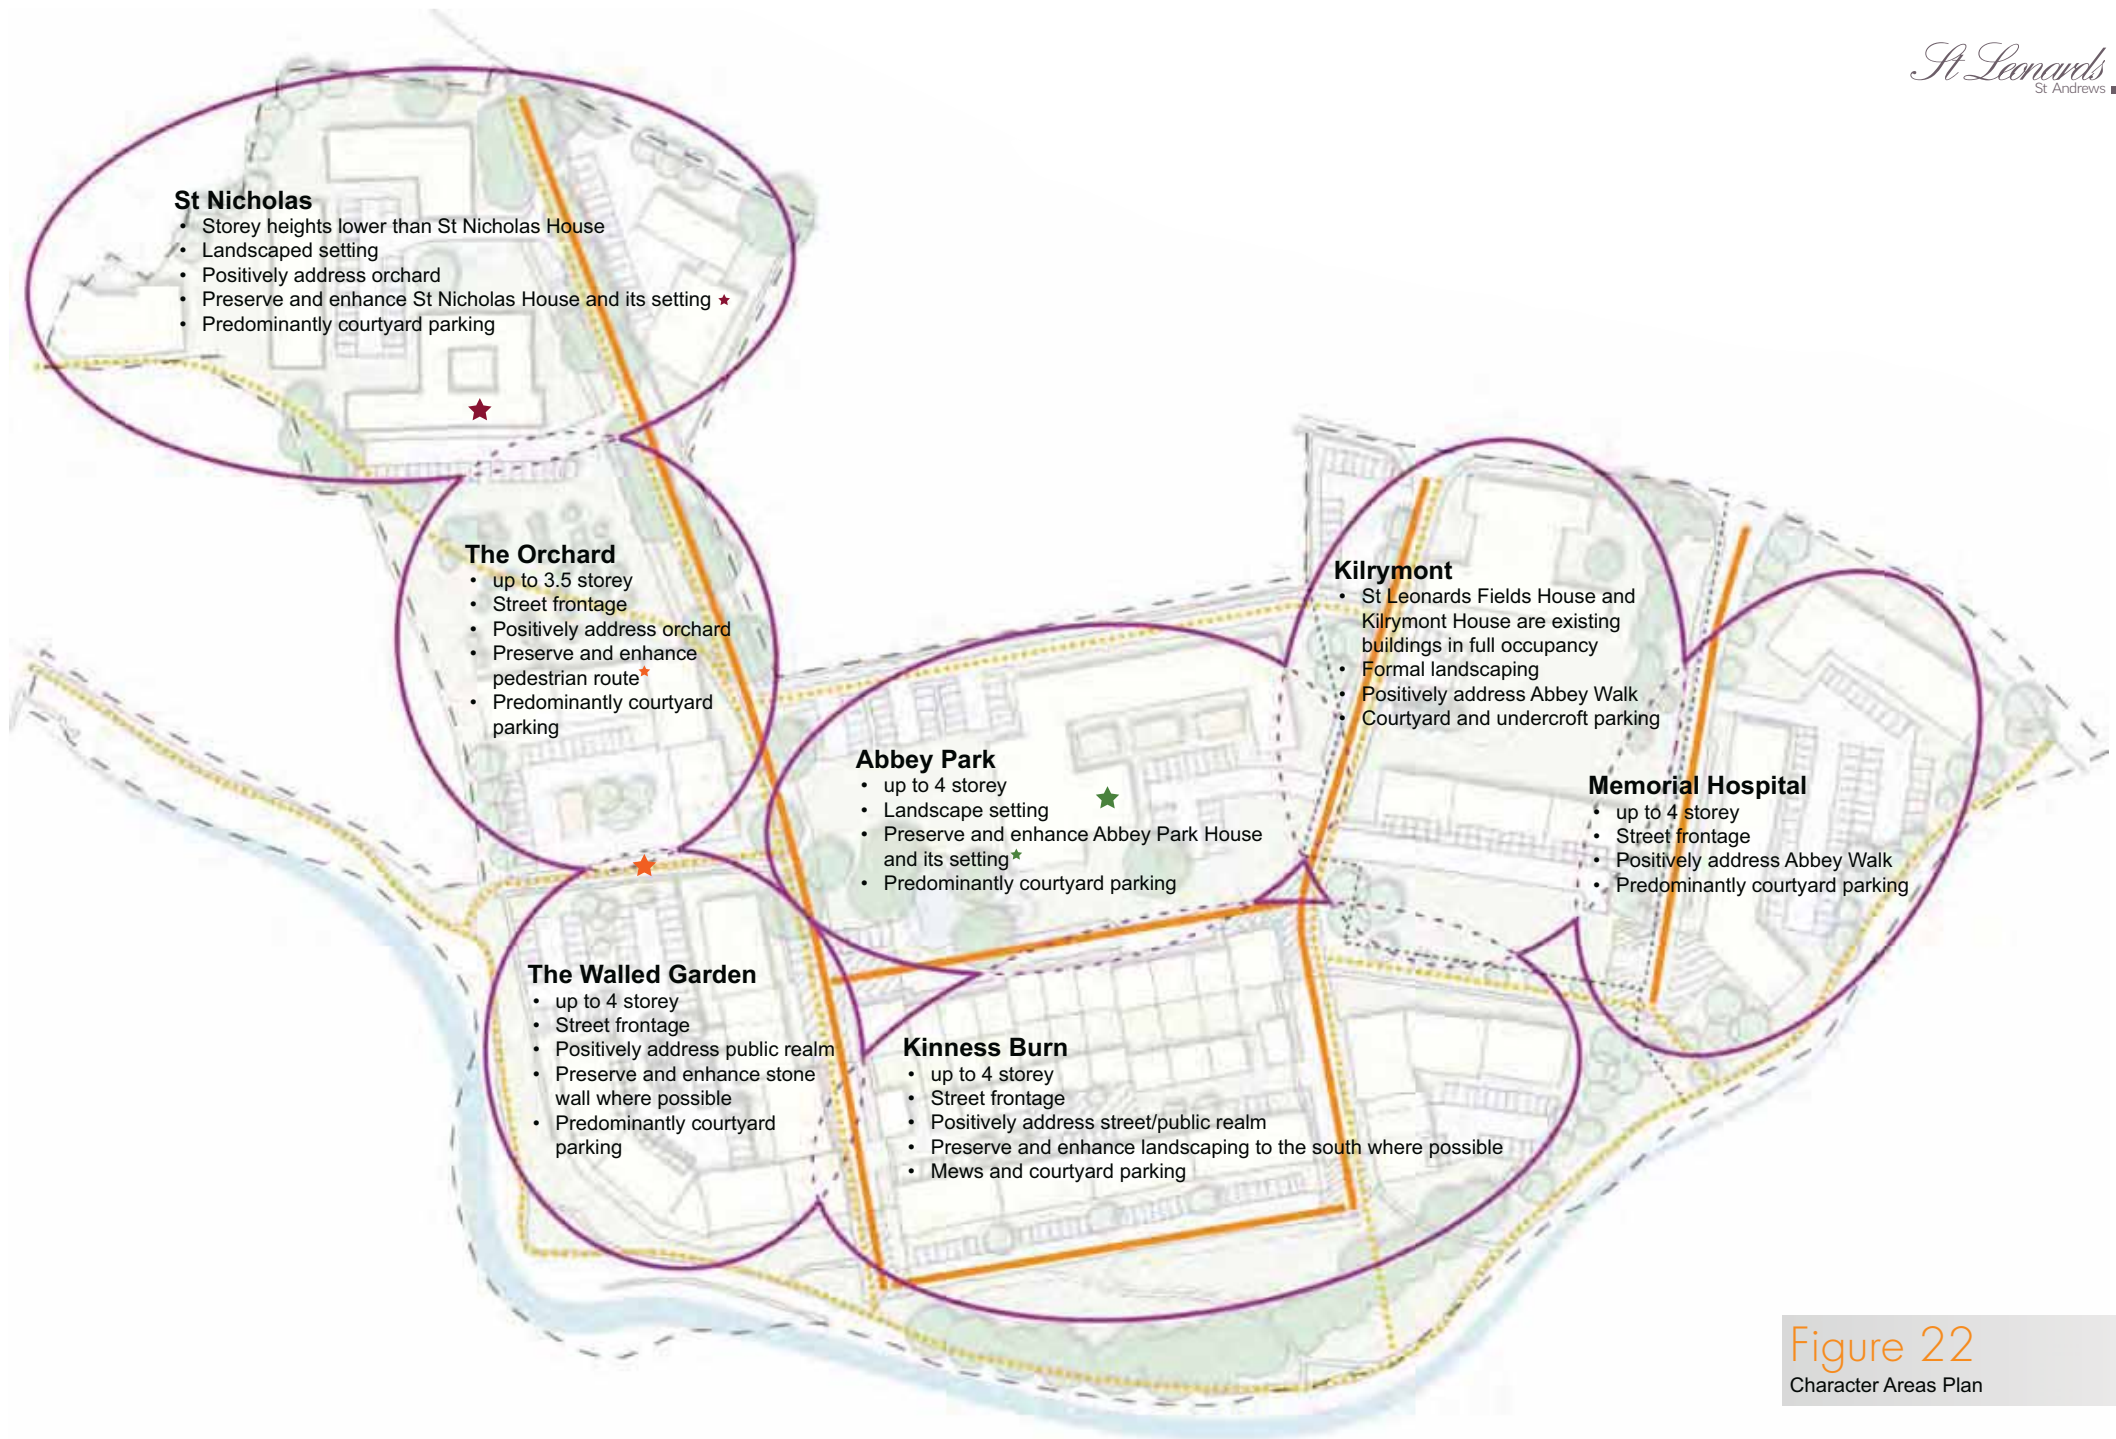 St Leonards
St Andrews
St Nicholas
• Storey heights lower than St Nicholas House
• Landscaped setting
• Positively address orchard
• Preserve and enhance St Nicholas House and its setting
• Predominantly courtyard parking
The Orchard
• up to 3.5 storey
• Street frontage
• Positively address orchard
• Preserve and enhance
pedestrian route
• Predominantly courtyard
parking
Kilrymont
• St Leonards Fields House and
Kilrymont House are existing
buildings in full occupancy
• Formal landscaping
• Positively address Abbey Walk
• Courtyard and undercroft parking
Abbey Park
• up to 4 storey
• Landscape setting
• Preserve and enhance Abbey Park House
and its setting
• Predominantly courtyard parking
Memorial Hospital
• up to 4 storey
• Street frontage
• Positively address Abbey Walk
• Predominantly courtyard parking
The Walled Garden
• up to 4 storey
• Street frontage
• Positively address public realm
• Preserve and enhance stone
wall where possible
• Predominantly courtyard
parking
Kinness Burn
• up to 4 storey
• Street frontage
• Positively address street/public realm
• Preserve and enhance landscaping to the south where possible
• Mews and courtyard parking
Figure 22
Character Areas Plan